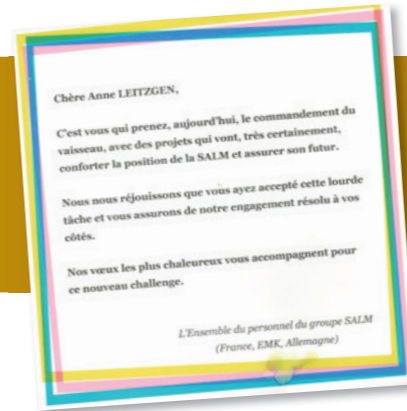 Chère Anne LEITZGEN,
C'est vous qui prenez, aujourd'hui, le commandement du
vaisseau, avec des projets qui vont, très certainement,
conforter la position de la SALM et assurer son futur.
Nous nous réjouissons que vous ayez accepté cette lourde
tâche et vous assurons de notre engagement résolu à vos
côtés.
Nos vœux les plus chaleureux vous accompagnent pour
ce nouveau challenge.
L'Ensemble du personnel du groupe SALM
(France, EMK, Allemagne)